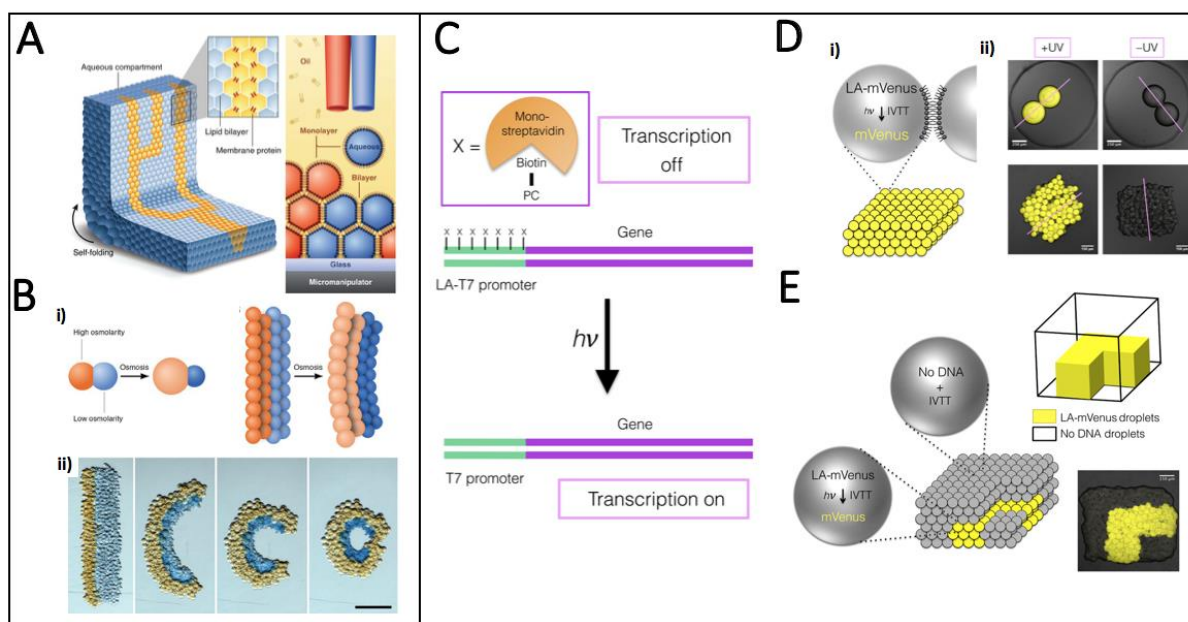 A
Aqueous compartment
Lipid bilayer
Membrane protein
Self-folding
Oil
Monolayer
Aqueous
Bilayer
Glass
Micromanipulator
B
i)
High osmolarity
Osmosis
Low osmolarity
Osmosis
ii)
C
X =
Mono-
streptavidin
Biotin
PC
Transcription
off
X X X X X X X
Gene
LA-T7 promoter
hν
Gene
T7 promoter
Transcription on
D
i)
LA-mVenus
hν IVTT
mVenus
ii)
+UV
−UV
E
No DNA
+
IVTT
LA-mVenus droplets
No DNA droplets
LA-mVenus
hν IVTT
mVenus